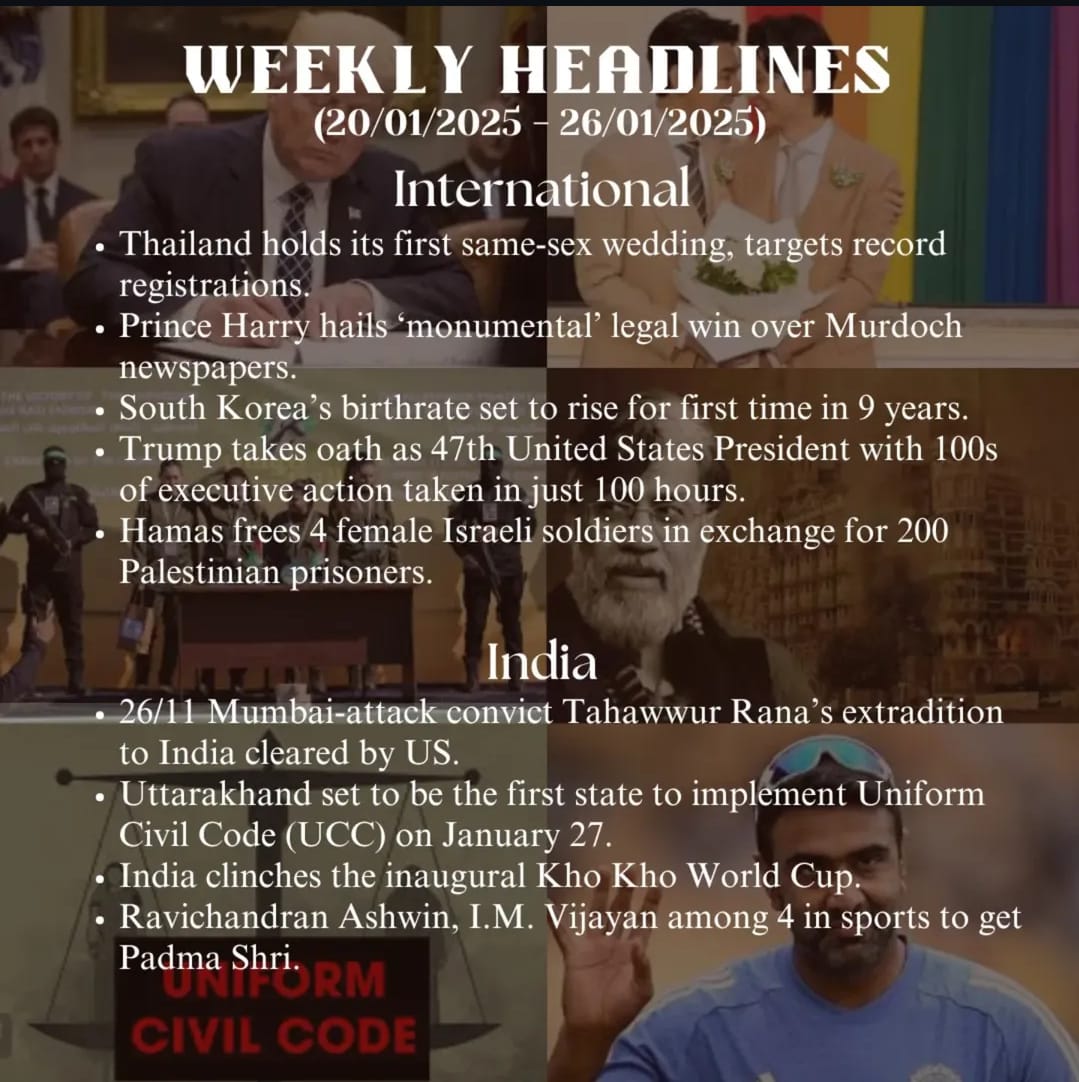 WEEKLY HEADLINES
(20/01/2025 – 26/01/2025)
International
• Thailand holds its first same-sex wedding, targets record
registrations.
• Prince Harry hails ‘monumental’ legal win over Murdoch
newspapers.
• South Korea’s birthrate set to rise for first time in 9 years.
• Trump takes oath as 47th United States President with 100s
of executive action taken in just 100 hours.
• Hamas frees 4 female Israeli soldiers in exchange for 200
Palestinian prisoners.
India
• 26/11 Mumbai-attack convict Tahawwur Rana’s extradition
to India cleared by US.
• Uttarakhand set to be the first state to implement Uniform
Civil Code (UCC) on January 27.
• India clinches the inaugural Kho Kho World Cup.
• Ravichandran Ashwin, I.M. Vijayan among 4 in sports to get
Padma Shri.
UNIFORM
CIVIL CODE